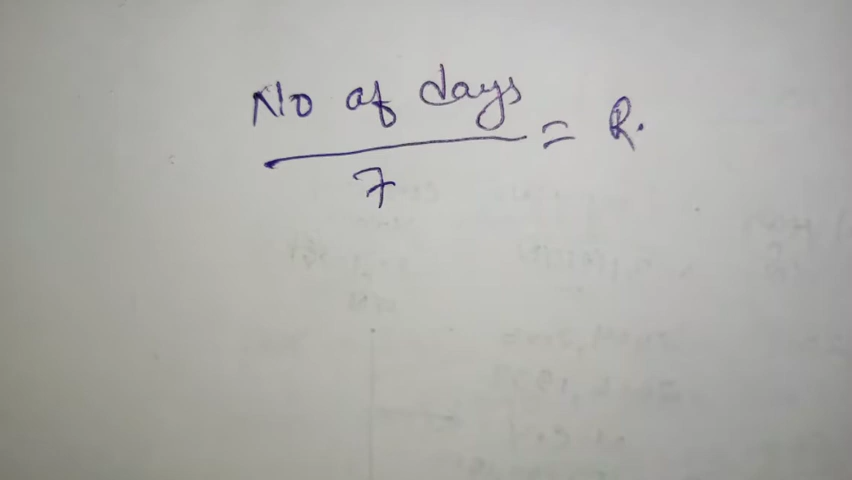 No of days
7
= R.